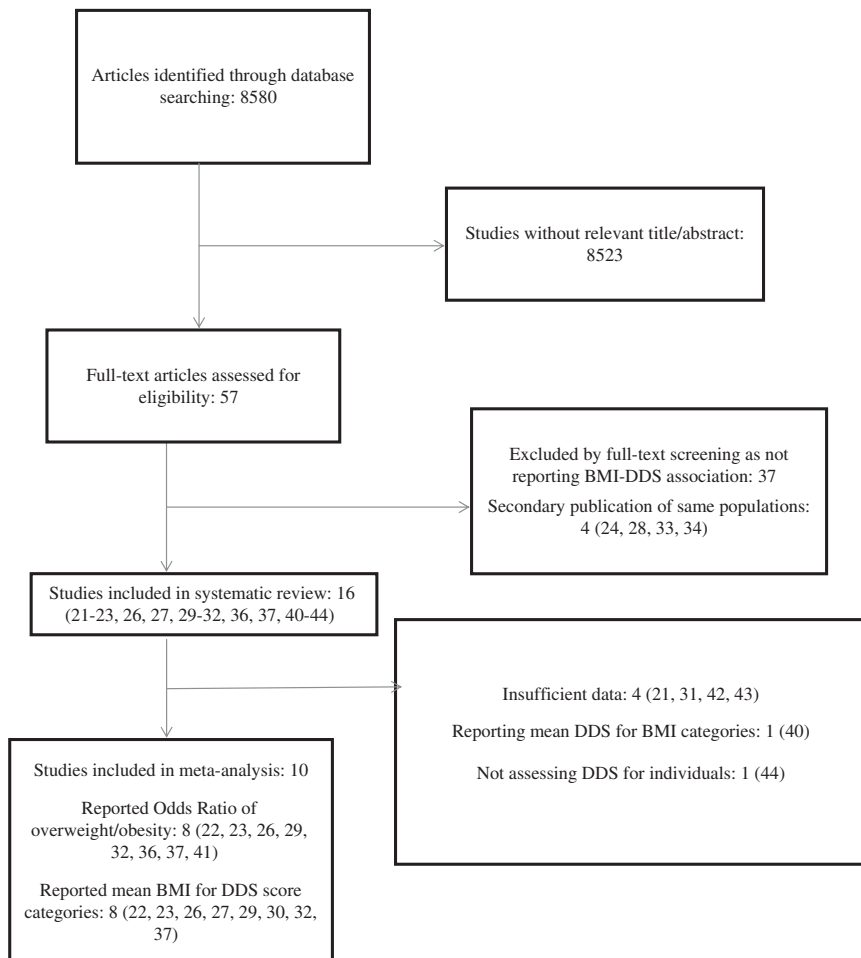 Articles identified through database
searching: 8580
Studies without relevant title/abstract:
8523
Full-text articles assessed for
eligibility: 57
Excluded by full-text screening as not
reporting BMI-DDS association: 37
Secondary publication of same populations:
4 (24, 28, 33, 34)
Studies included in systematic review: 16
(21-23, 26, 27, 29-32, 36, 37, 40-44)
Insufficient data: 4 (21, 31, 42, 43)
Reporting mean DDS for BMI categories: 1 (40)
Not assessing DDS for individuals: 1 (44)
Studies included in meta-analysis: 10
Reported Odds Ratio of
overweight/obesity: 8 (22, 23, 26, 29,
32, 36, 37, 41)
Reported mean BMI for DDS score
categories: 8 (22, 23, 26, 27, 29, 30, 32,
37)